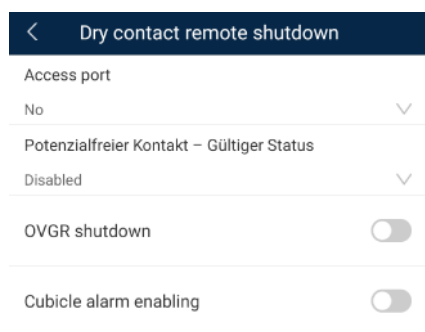 Dry contact remote shutdown
Access port
No
Potenzialfreier Kontakt – Gültiger Status
Disabled
OVGR shutdown
Cubicle alarm enabling